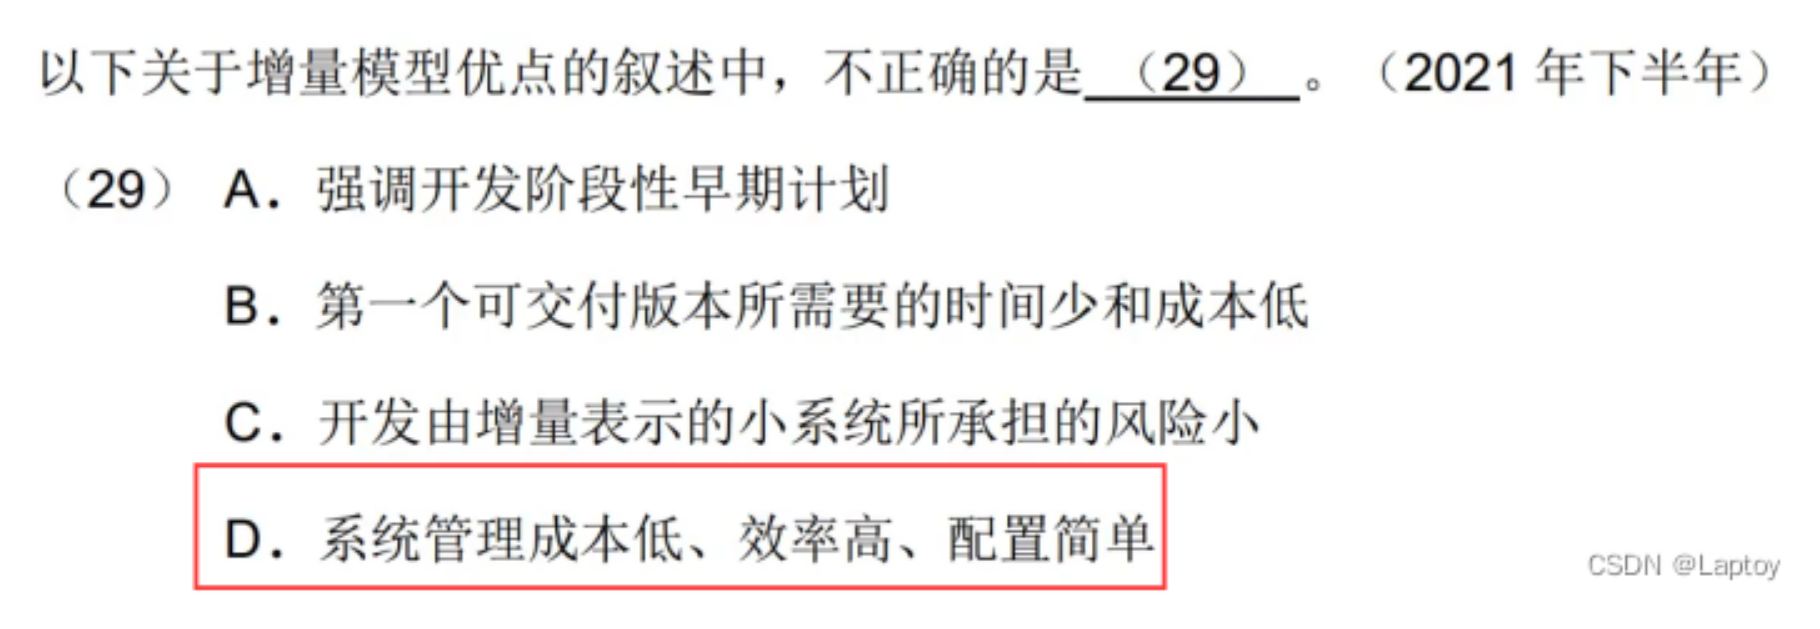 以下关于增量模型优点的叙述中，不正确的是 （29） 。（2021 年下半年）
（29） A．强调开发阶段性早期计划
B．第一个可交付版本所需要的时间少和成本低
C．开发由增量表示的小系统所承担的风险小
D．系统管理成本低、效率高、配置简单
CSDN @Laptoy